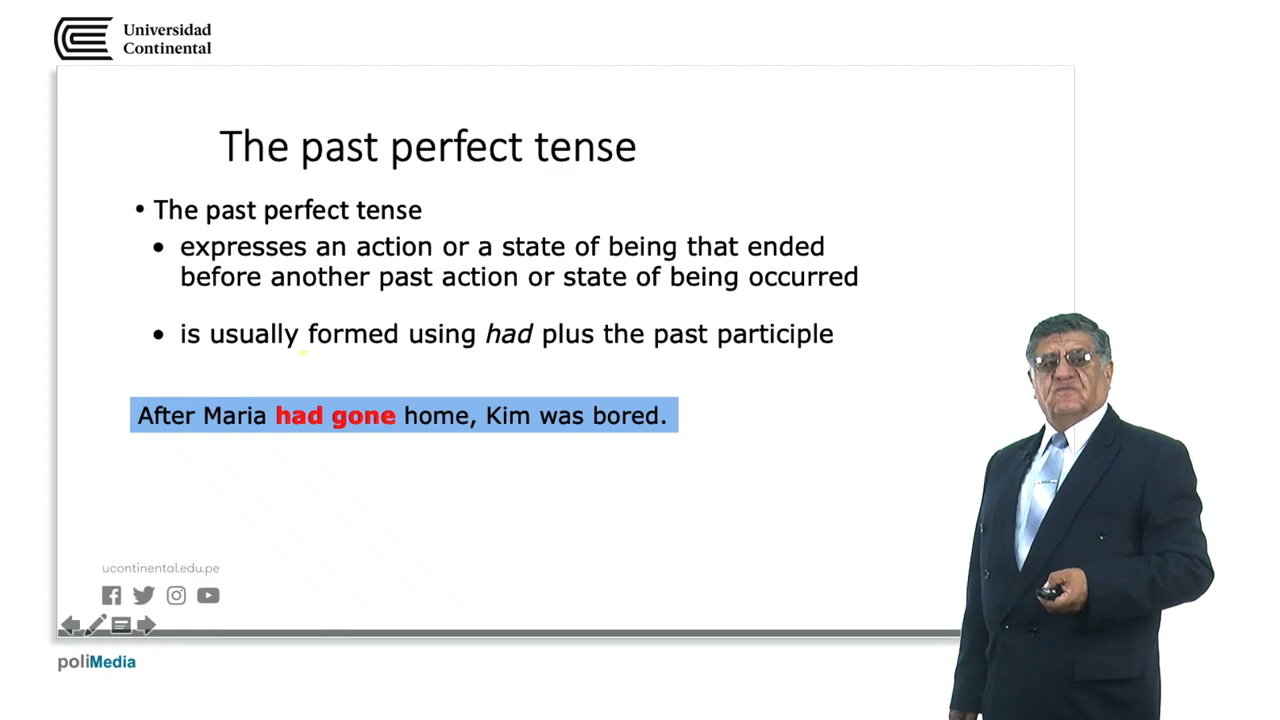 Universidad
Continental
The past perfect tense
• The past perfect tense
• expresses an action or a state of being that ended
before another past action or state of being occurred
• is usually formed using had plus the past participle
After Maria had gone home, Kim was bored.
ucontinental.edu.pe
poliMedia